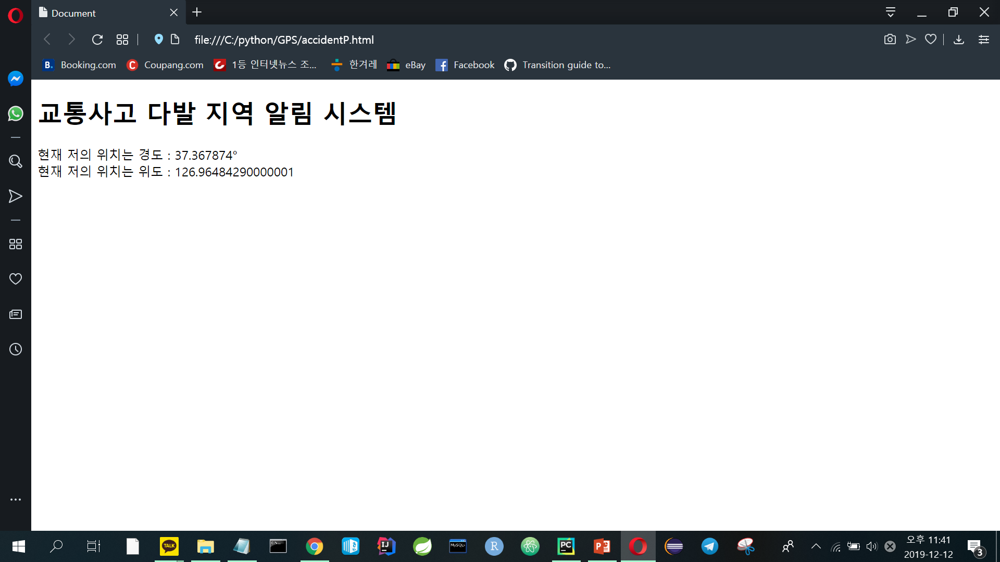 Document
file:///C:/python/GPS/accidentP.html
Booking.com Coupang.com 1등 인터넷뉴스 조... 한겨레 eBay Facebook Transition guide to...
교통사고 다발 지역 알림 시스템
현재 저의 위치는 경도 : 37.367874°
현재 저의 위치는 위도 : 126.96484290000001
오후 11:41
2019-12-12
3
B.
C
TALK
C:\
IJ
MySQL>
R
PC
P